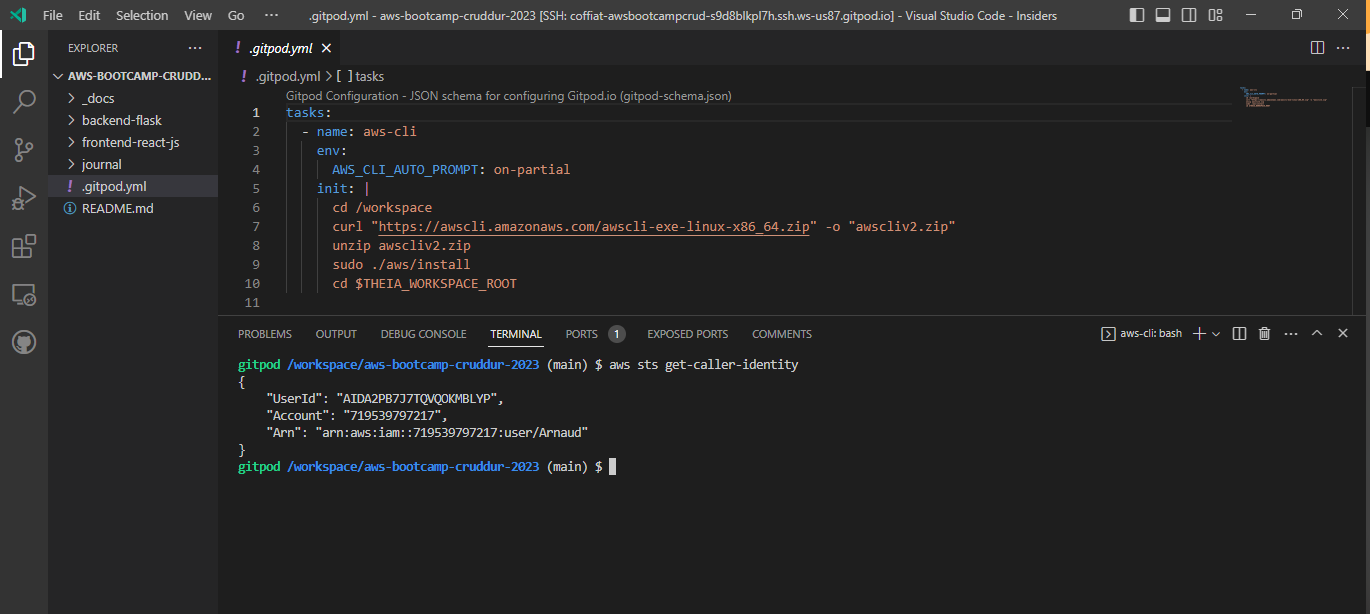 File Edit Selection View Go ··· .gitpod.yml - aws-bootcamp-cruddur-2023 [SSH: coffiat-awsbootcampcrud-s9d8blkpl7h.ssh.ws-us87.gitpod.io] - Visual Studio Code - Insiders
EXPLORER ···
AWS-BOOTCAMP-CRUDD...
_docs
backend-flask
frontend-react-js
journal
! .gitpod.yml
README.md
! .gitpod.yml
! .gitpod.yml > [ ] tasks
Gitpod Configuration - JSON schema for configuring Gitpod.io (gitpod-schema.json)
1 tasks:
2 - name: aws-cli
3 env:
4 AWS_CLI_AUTO_PROMPT: on-partial
5 init: |
6 cd /workspace
7 curl "https://awscli.amazonaws.com/awscli-exe-linux-x86_64.zip" -o "awscliv2.zip"
8 unzip awscliv2.zip
9 sudo ./aws/install
10 cd $THEIA_WORKSPACE_ROOT
11
PROBLEMS OUTPUT DEBUG CONSOLE TERMINAL PORTS 1 EXPOSED PORTS COMMENTS aws-cli: bash
gitpod /workspace/aws-bootcamp-cruddur-2023 (main) $ aws sts get-caller-identity
{
"UserId": "AIDA2PB7J7TQVQOKMBLYP",
"Account": "719539797217",
"Arn": "arn:aws:iam::719539797217:user/Arnaud"
}
gitpod /workspace/aws-bootcamp-cruddur-2023 (main) $